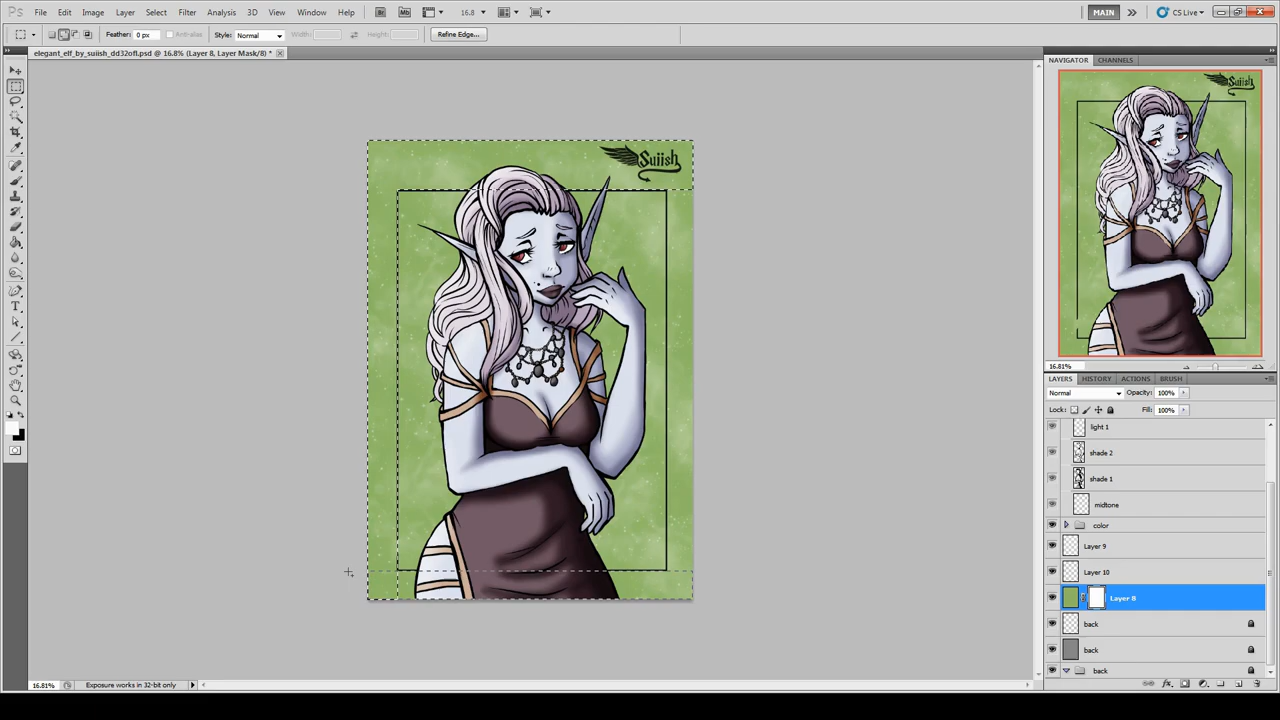 Ps File Edit Image Layer Select Filter Analysis 3D View Window Help Br Mb 16.8 MAIN CS Live
Feather: 0 px Anti-alias Style: Normal Width: Height: Refine Edge...
elegant_elf_by_suiish_dd32ofl.psd @ 16.8% (Layer 8, Layer Mask/8) *
NAVIGATOR CHANNELS
Suiish
Suiish
16.81%
LAYERS HISTORY ACTIONS BRUSH
Normal Opacity: 100%
Lock: Fill: 100%
light 1
shade 2
shade 1
midtone
color
Layer 9
Layer 10
Layer 8
back
back
back
16.81% Exposure works in 32-bit only